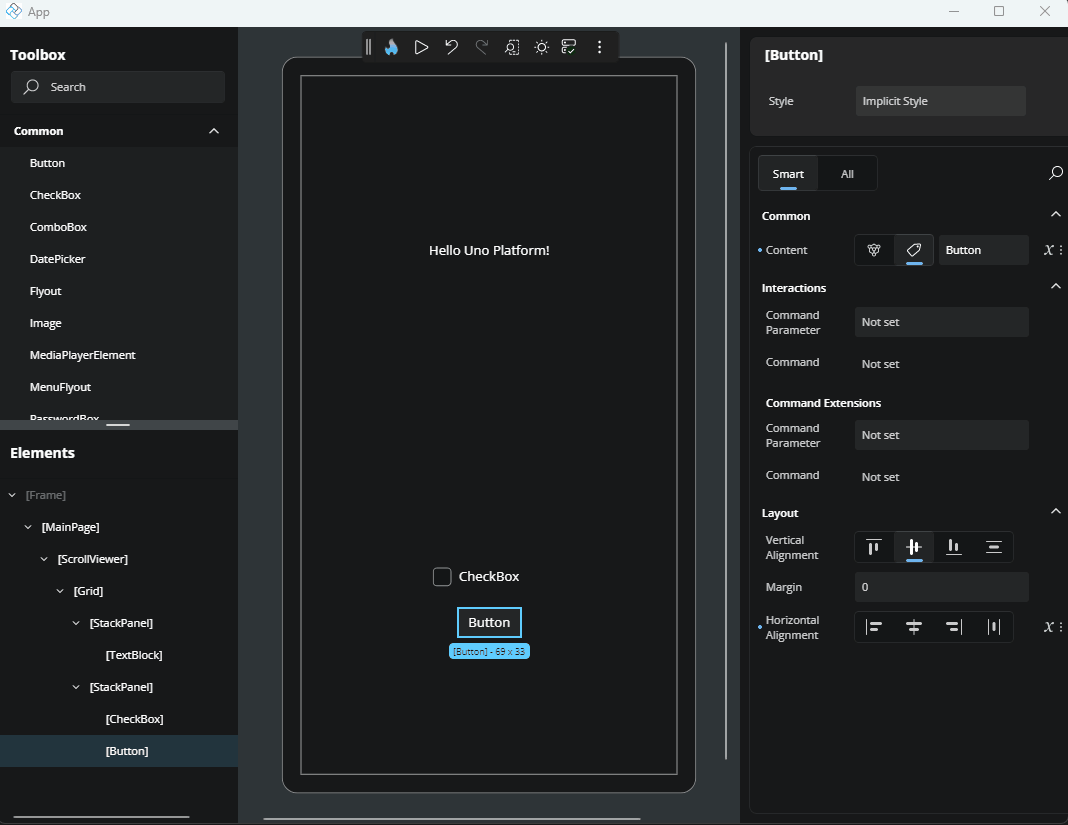 App
Toolbox
Search
Common
Button
CheckBox
ComboBox
DatePicker
Flyout
Image
MediaPlayerElement
MenuFlyout
PasswordBox
Elements
[Frame]
[MainPage]
[ScrollViewer]
[Grid]
[StackPanel]
[TextBlock]
[StackPanel]
[CheckBox]
[Button]
Hello Uno Platform!
CheckBox
Button
[Button] - 69 x 33
[Button]
Style Implicit Style
Smart All
Common
Content Button X
Interactions
Command
Parameter
Not set
Command Not set
Command Extensions
Command
Parameter
Not set
Command Not set
Layout
Vertical
Alignment
Margin 0
Horizontal
Alignment
X